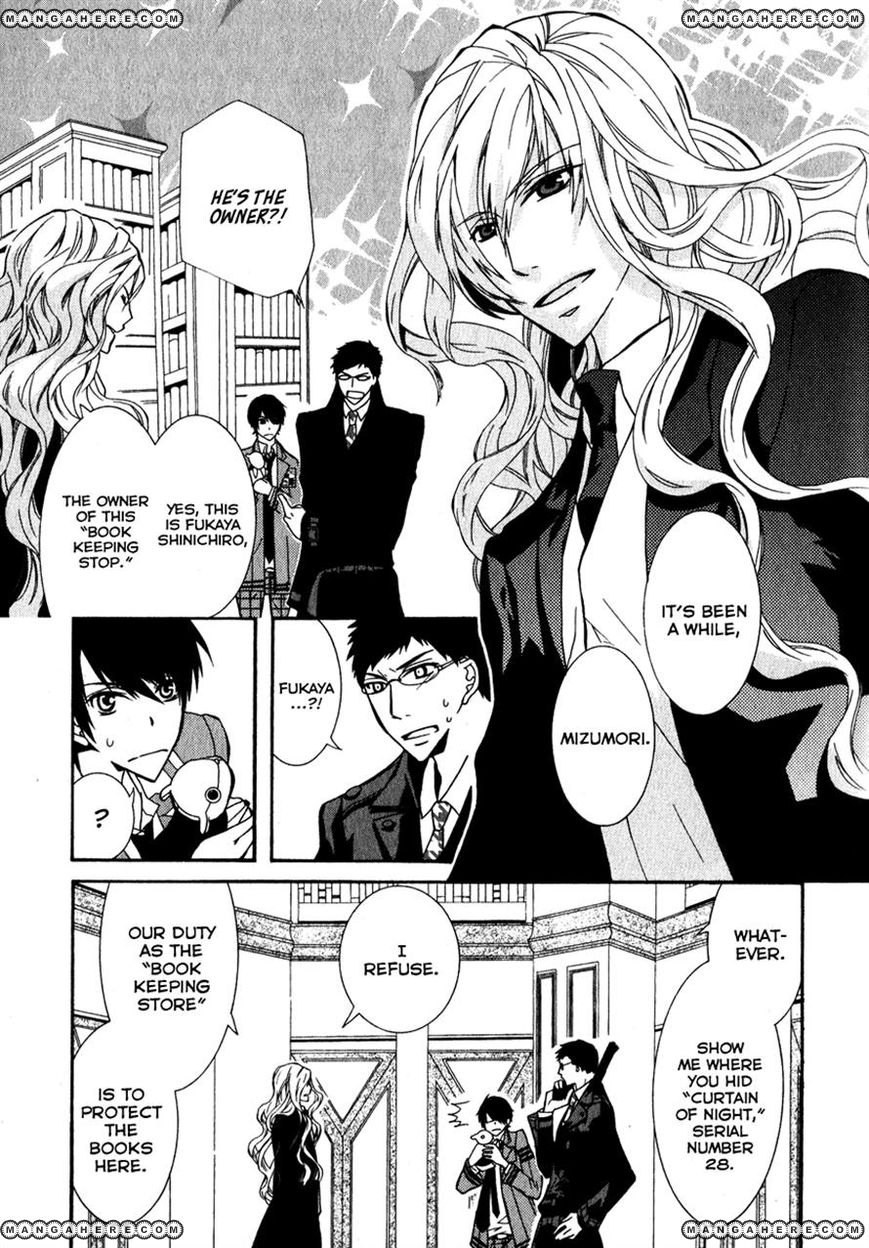 MANGAHERE.COM
MANGAHERE.COM
IT'S BEEN
A WHILE,
MIZUMORI.
HE'S THE
OWNER?!
YES, THIS
IS FUKAYA
SHINICHIRO,
THE OWNER
OF THIS
"BOOK
KEEPING
STOP."
FUKAYA
...?!
?
WHAT-
EVER.
SHOW
ME WHERE
YOU HID
"CURTAIN
OF NIGHT,"
SERIAL
NUMBER
28.
I
REFUSE.
OUR DUTY
AS THE
"BOOK
KEEPING
STORE"
IS TO
PROTECT
THE
BOOKS
HERE.
MANGAHERE.COM
MANGAHERE.COM